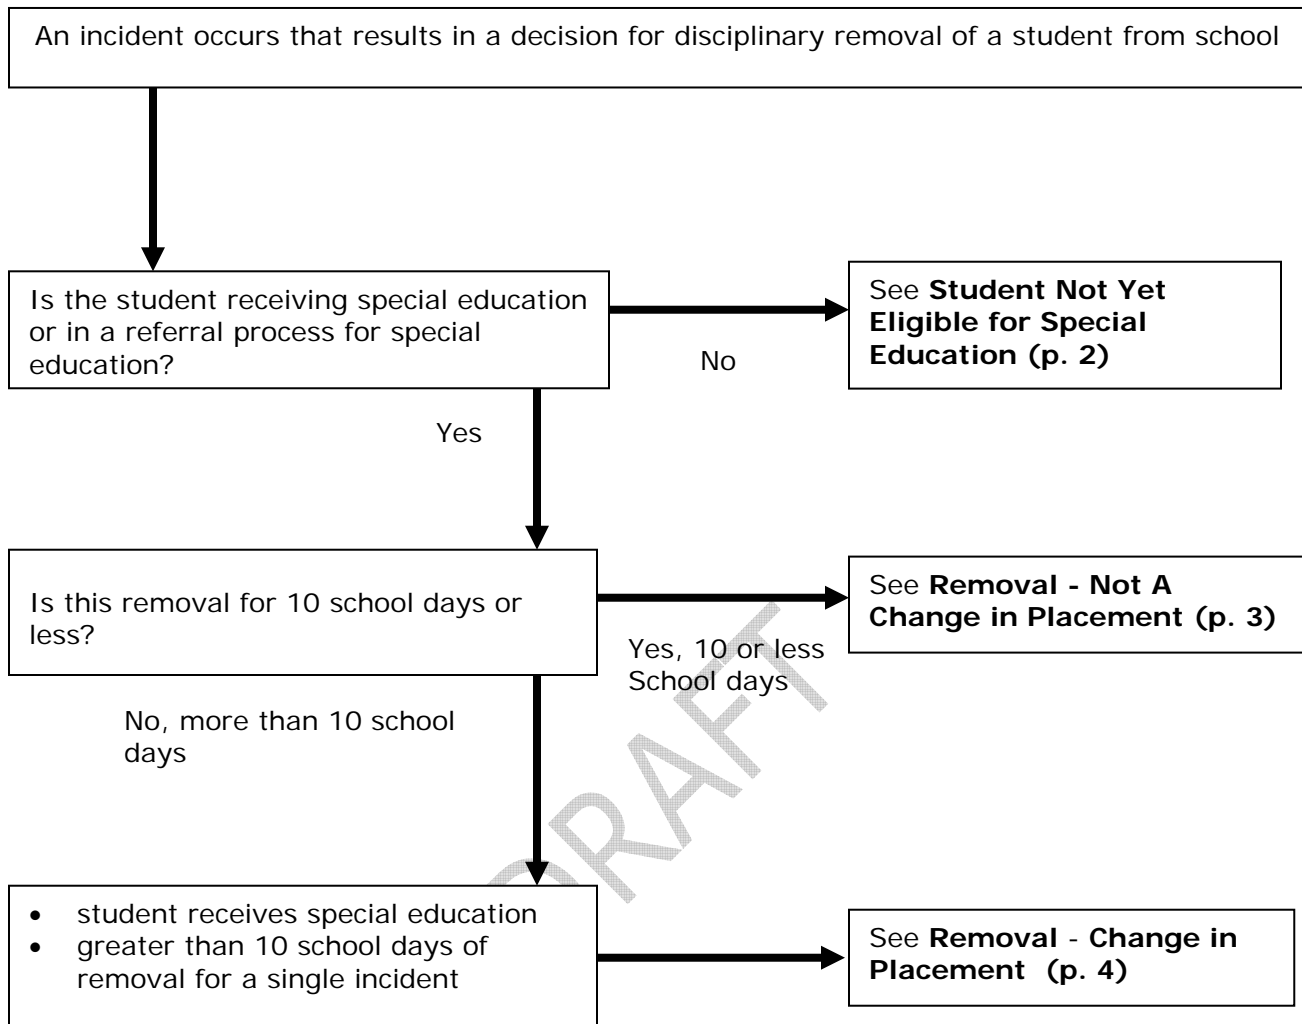 An incident occurs that results in a decision for disciplinary removal of a student from school
Is the student receiving special education
or in a referral process for special
education?
No
See Student Not Yet
Eligible for Special
Education (p. 2)
Yes
Is this removal for 10 school days or
less?
Yes, 10 or less
School days
See Removal - Not A
Change in Placement (p. 3)
No, more than 10 school
days
DRAFT
• student receives special education
• greater than 10 school days of
removal for a single incident
See Removal - Change in
Placement (p. 4)